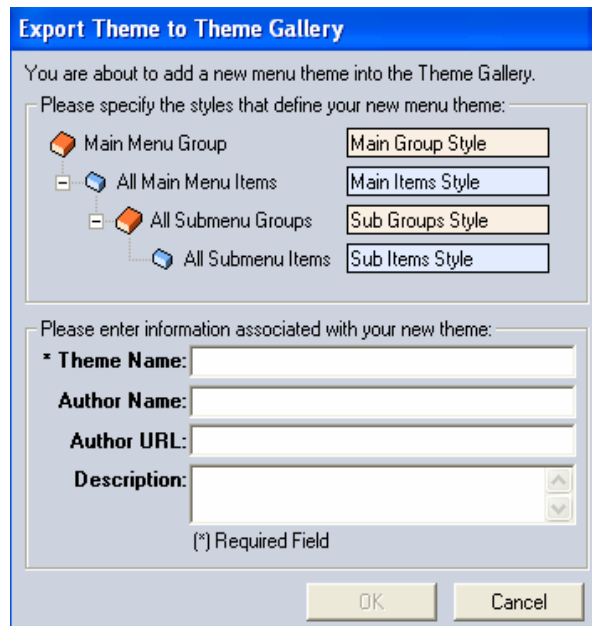 Export Theme to Theme Gallery
You are about to add a new menu theme into the Theme Gallery.
Please specify the styles that define your new menu theme:
Main Menu Group Main Group Style
All Main Menu Items Main Items Style
All Submenu Groups Sub Groups Style
All Submenu Items Sub Items Style
Please enter information associated with your new theme:
* Theme Name:
Author Name:
Author URL:
Description:
(*) Required Field
OK Cancel